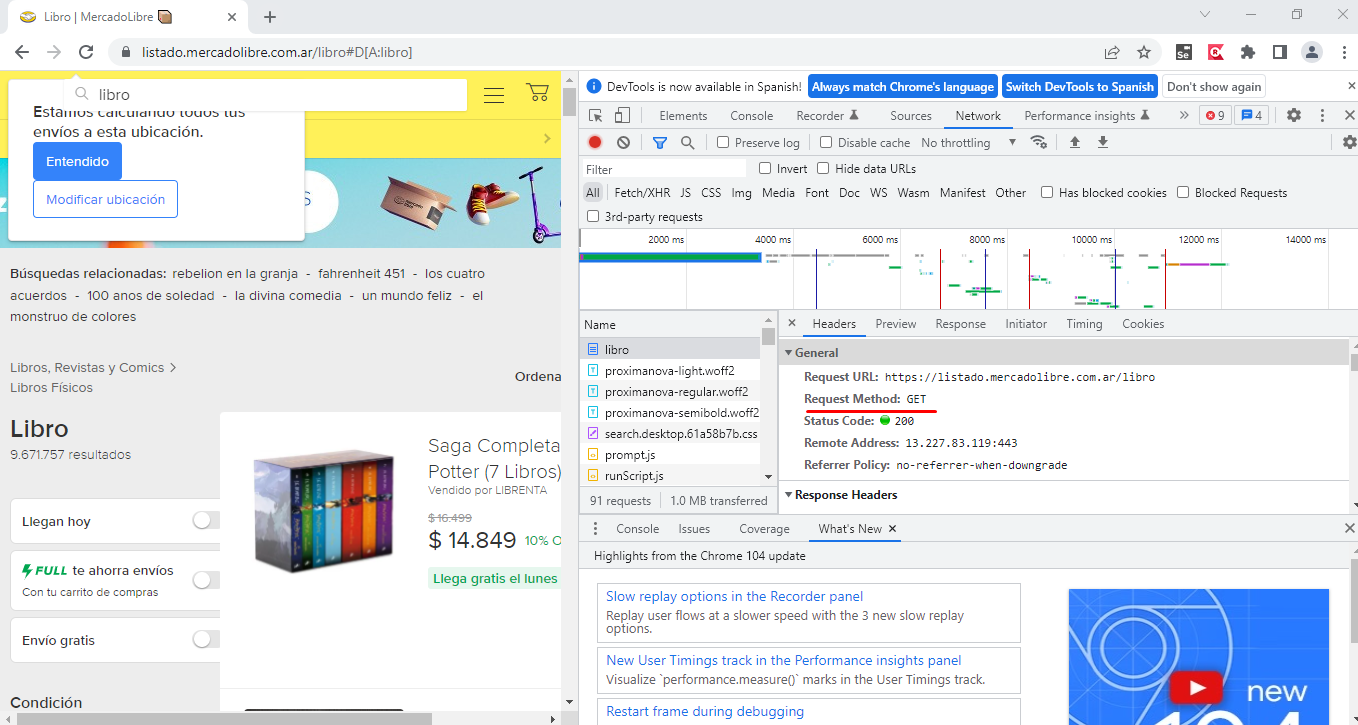 Libro | MercadoLibre
listado.mercadolibre.com.ar/libro#D[A:libro]
libro
Estamos calculando todos tus
envíos a esta ubicación.
Entendido
Modificar ubicación
S
Búsquedas relacionadas: rebelion en la granja - fahrenheit 451 - los cuatro
acuerdos - 100 anos de soledad - la divina comedia - un mundo feliz - el
monstruo de colores
Libros, Revistas y Comics
Libros Físicos
Ordena
Libro
9.671.757 resultados
Llegan hoy
FULL te ahorra envíos
Con tu carrito de compras
Envío gratis
Condición
Saga Completa
Potter (7 Libros)
Vendido por LIBRENTA
$ 16.499
$ 14.849 10% O
Llega gratis el lunes
DevTools is now available in Spanish! Always match Chrome's language Switch DevTools to Spanish Don't show again
Elements Console Recorder Sources Network Performance insights 9 4
Preserve log Disable cache No throttling
Filter Invert Hide data URLs
All Fetch/XHR JS CSS Img Media Font Doc WS Wasm Manifest Other Has blocked cookies Blocked Requests
3rd-party requests
2000 ms 4000 ms 6000 ms 8000 ms 10000 ms 12000 ms 14000 ms
Name
libro
proximanova-light.woff2
proximanova-regular.woff2
proximanova-semibold.woff2
search.desktop.61a58b7b.css
prompt.js
runScript.js
91 requests 1.0 MB transferred
Headers Preview Response Initiator Timing Cookies
General
Request URL: https://listado.mercadolibre.com.ar/libro
Request Method: GET
Status Code: 200
Remote Address: 13.227.83.119:443
Referrer Policy: no-referrer-when-downgrade
Response Headers
Console Issues Coverage What's New
Highlights from the Chrome 104 update
Slow replay options in the Recorder panel
Replay user flows at a slower speed with the 3 new slow replay
options.
New User Timings track in the Performance insights panel
Visualize `performance.measure()` marks in the User Timings track.
Restart frame during debugging
new
104